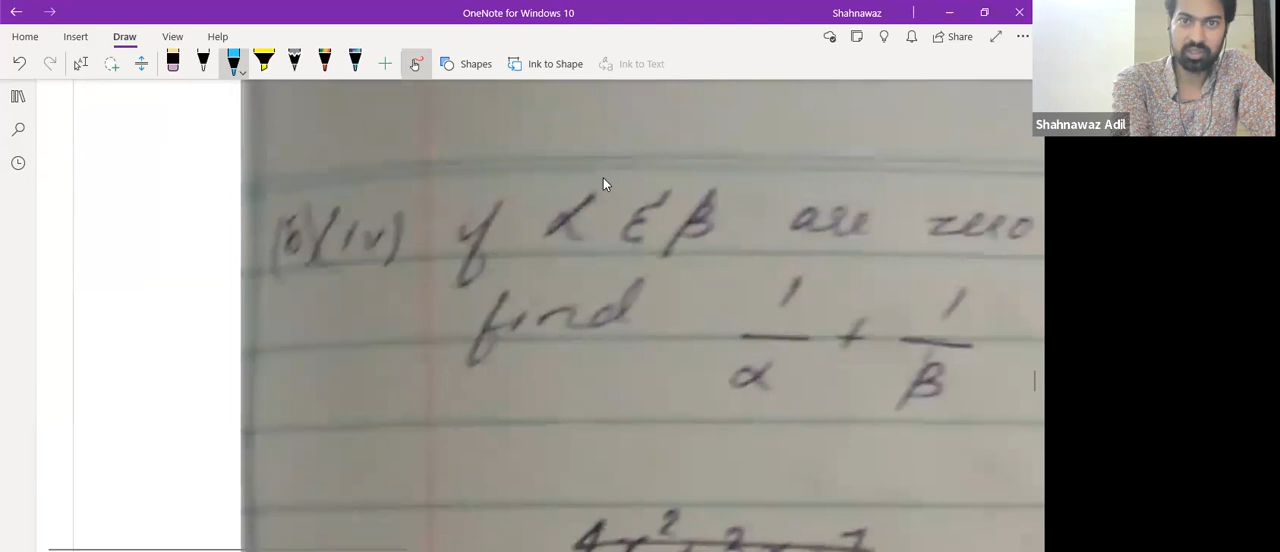 OneNote for Windows 10
Shahnawaz
Home Insert Draw View Help
Share
Shapes
Ink to Shape
Ink to Text
Shahnawaz Adil
(iv) If α & β are zero
find 1/α + 1/β